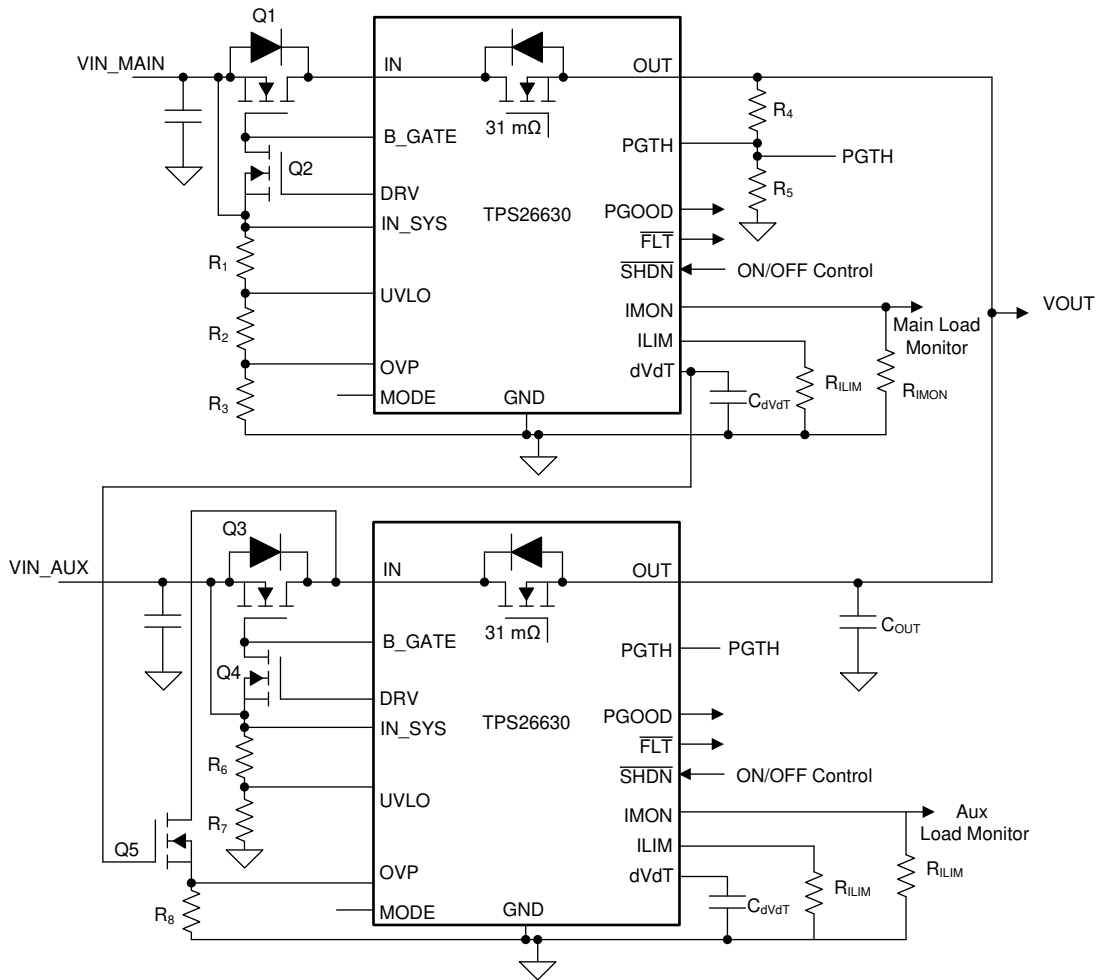 Q1
VIN_MAIN
IN
OUT
31 mΩ
R4
B_GATE
PGTH
PGTH
Q2
R5
DRV
TPS26630
PGOOD
IN_SYS
FLT
R1
SHDN
ON/OFF Control
UVLO
IMON
VOUT
R2
Main Load
Monitor
ILIM
OVP
dVdT
RILIM
RIMON
R3
MODE
GND
CdVdT
Q3
VIN_AUX
IN
OUT
31 mΩ
COUT
B_GATE
PGTH
PGTH
Q4
DRV
TPS26630
PGOOD
IN_SYS
FLT
R6
SHDN
ON/OFF Control
UVLO
IMON
Aux
Load Monitor
R7
ILIM
Q5
OVP
dVdT
RILIM
RILIM
R8
MODE
GND
CdVdT